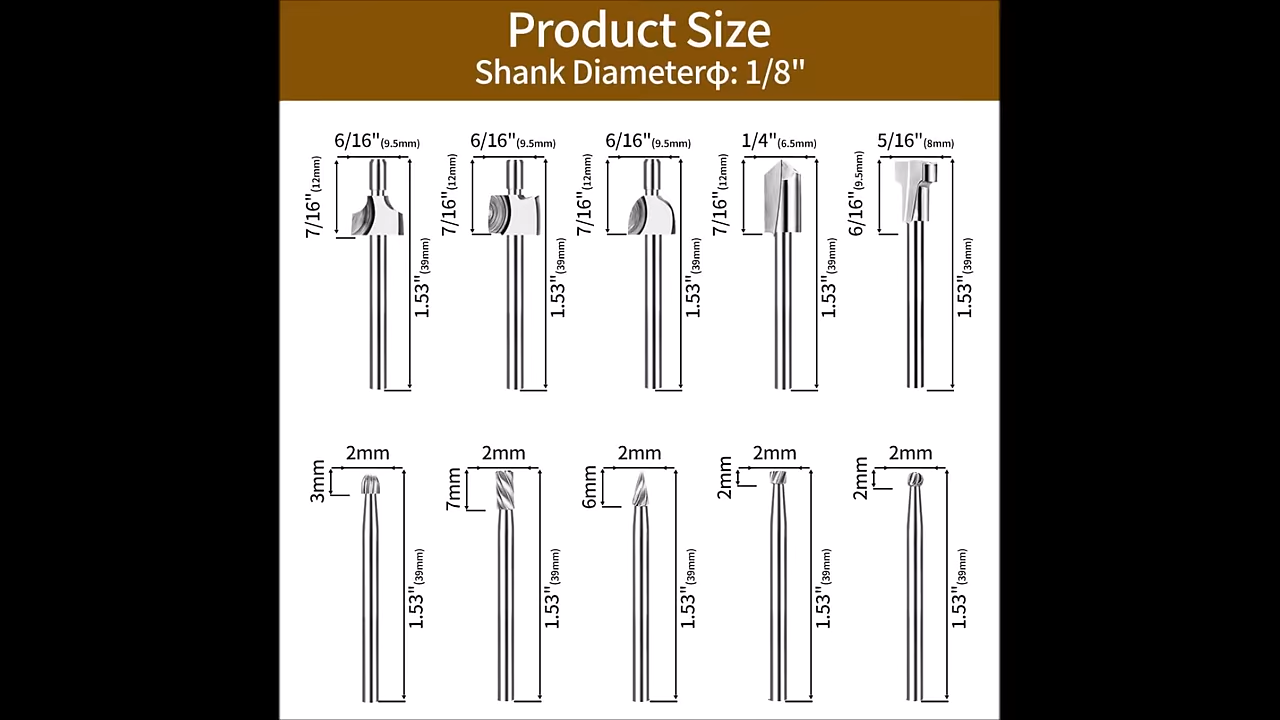 Product Size
Shank Diameterφ: 1/8"
6/16"(9.5mm)
7/16"(12mm)
1.53"(39mm)
6/16"(9.5mm)
7/16"(12mm)
1.53"(39mm)
6/16"(9.5mm)
7/16"(12mm)
1.53"(39mm)
1/4"(6.5mm)
7/16"(12mm)
1.53"(39mm)
5/16"(8mm)
6/16"(9.5mm)
1.53"(39mm)
2mm
3mm
1.53"(39mm)
2mm
7mm
1.53"(39mm)
2mm
6mm
1.53"(39mm)
2mm
2mm
1.53"(39mm)
2mm
2mm
1.53"(39mm)